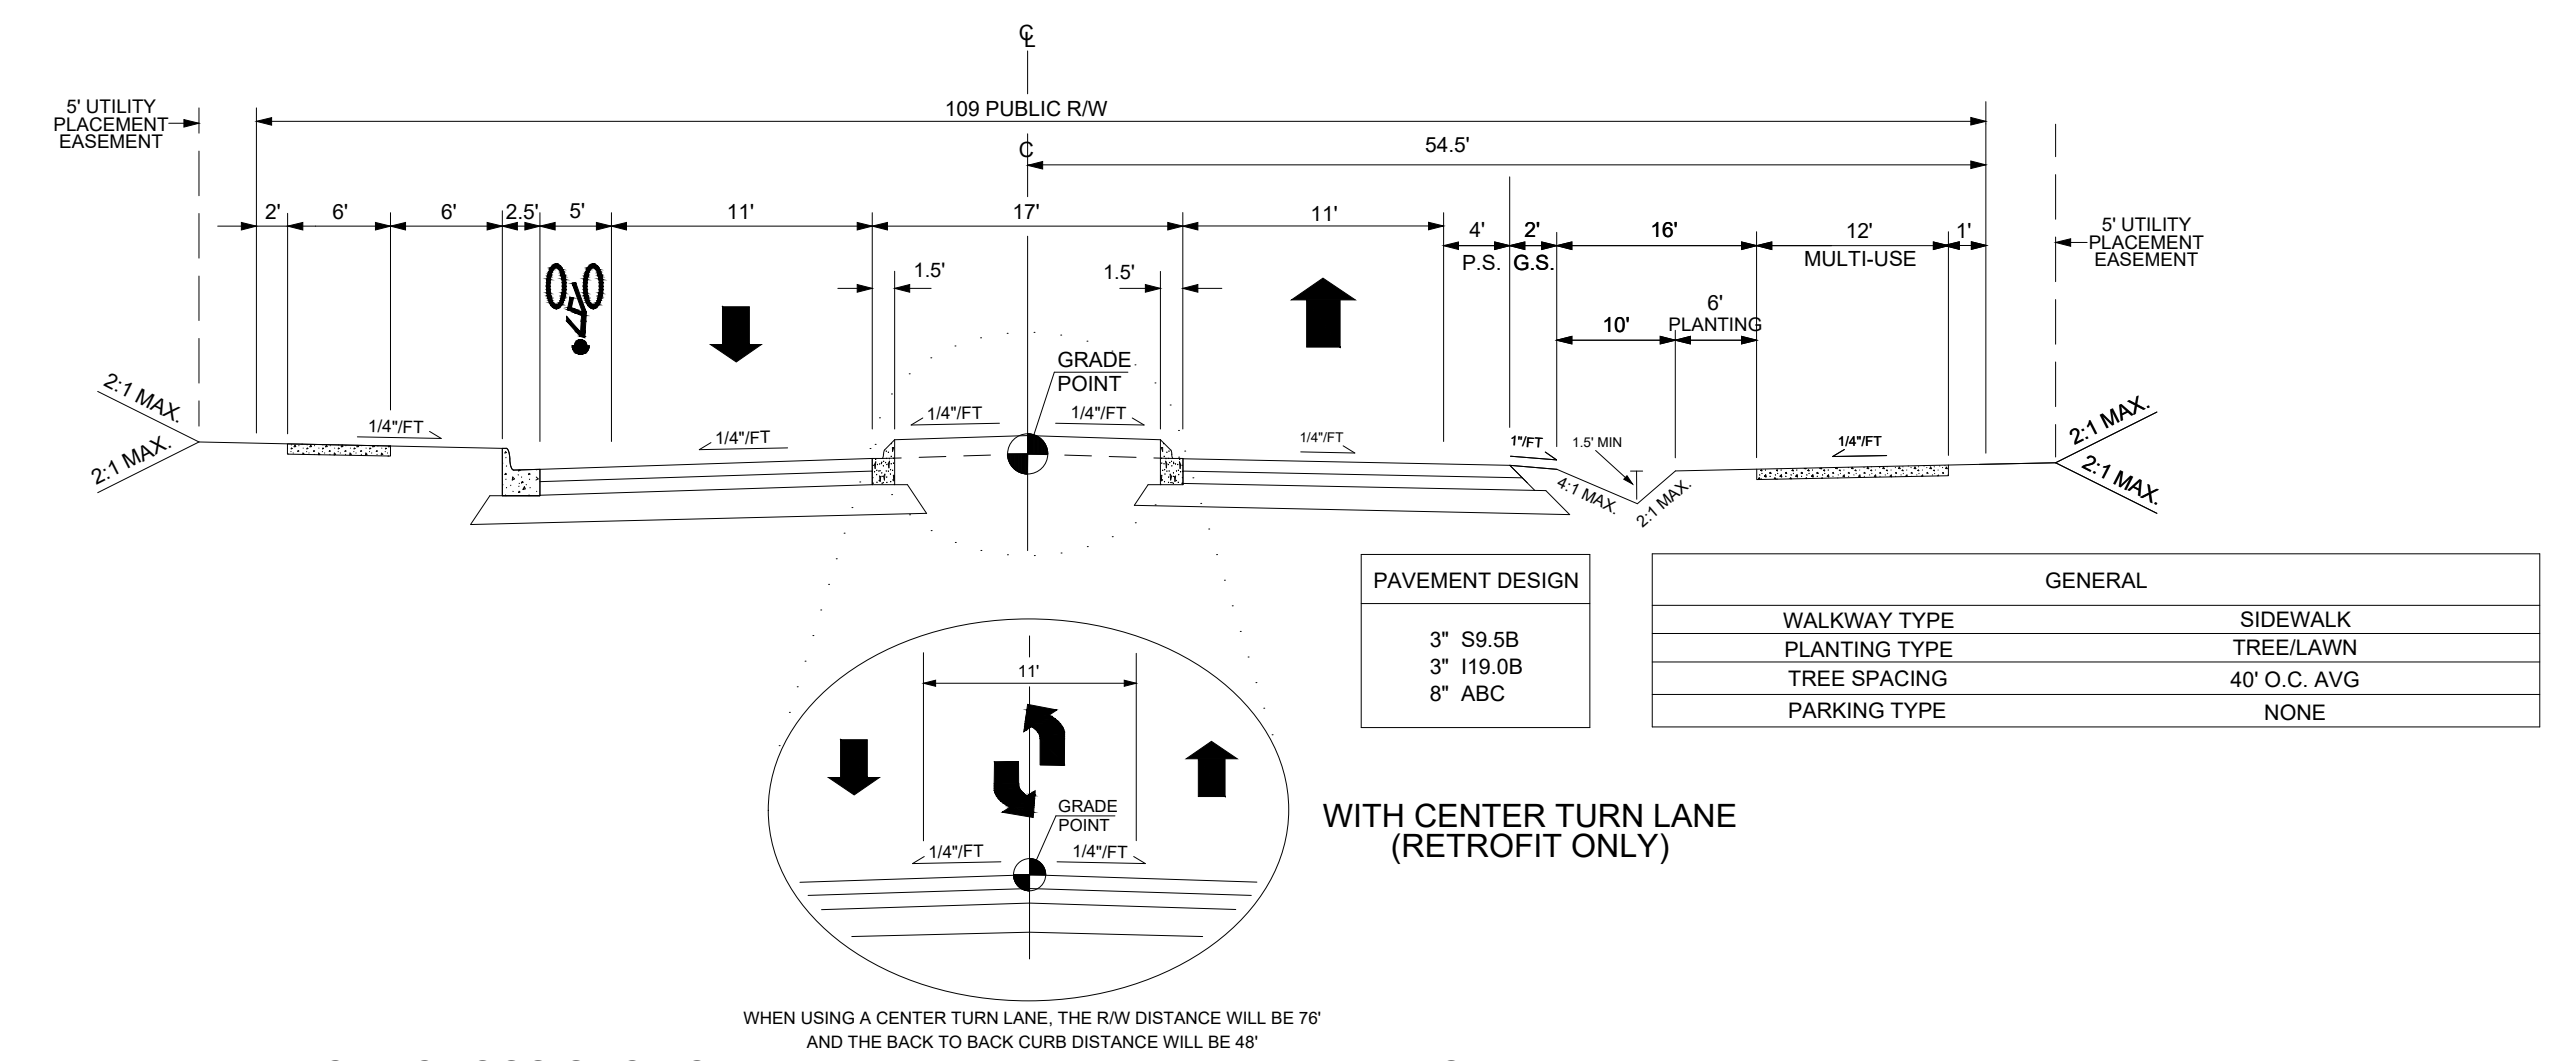 ℄
109 PUBLIC R/W
5' UTILITY
PLACEMENT
EASEMENT
C
54.5'
2'
6'
6'
2.5'
5'
11'
17'
11'
4'
P.S.
2'
G.S.
16'
12'
MULTI-USE
1'
5' UTILITY
PLACEMENT
EASEMENT
1.5'
1.5'
10'
6'
PLANTING
GRADE
POINT
2:1 MAX.
2:1 MAX.
1/4"/FT
1/4"/FT
1/4"/FT
1/4"/FT
1/4"/FT
1"/FT
1.5' MIN
4:1 MAX.
2:1 MAX.
1/4"/FT
2:1 MAX.
2:1 MAX.
PAVEMENT DESIGN
3" S9.5B
3" I19.0B
8" ABC
GENERAL
WALKWAY TYPE SIDEWALK
PLANTING TYPE TREE/LAWN
TREE SPACING 40' O.C. AVG
PARKING TYPE NONE
11'
GRADE
POINT
1/4"/FT
1/4"/FT
WITH CENTER TURN LANE
(RETROFIT ONLY)
WHEN USING A CENTER TURN LANE, THE R/W DISTANCE WILL BE 76'
AND THE BACK TO BACK CURB DISTANCE WILL BE 48'